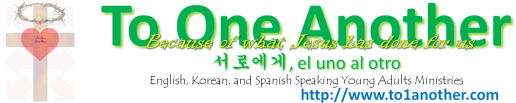 To One Another
Because of what Jesus has done for us
서로에게, el uno al otro
English, Korean, and Spanish Speaking Young Adults Ministries
http://www.to1another.com